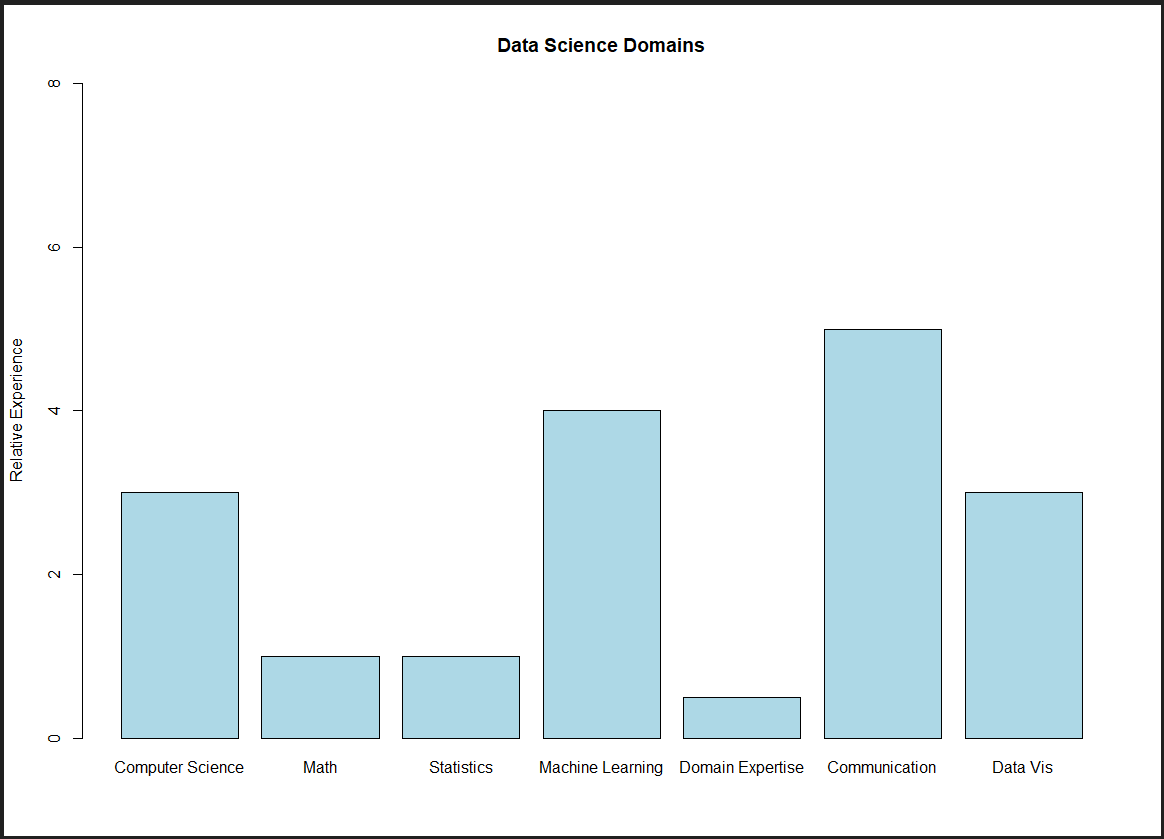 Data Science Domains
8
6
4
2
0
Relative Experience
Computer Science
Math
Statistics
Machine Learning
Domain Expertise
Communication
Data Vis